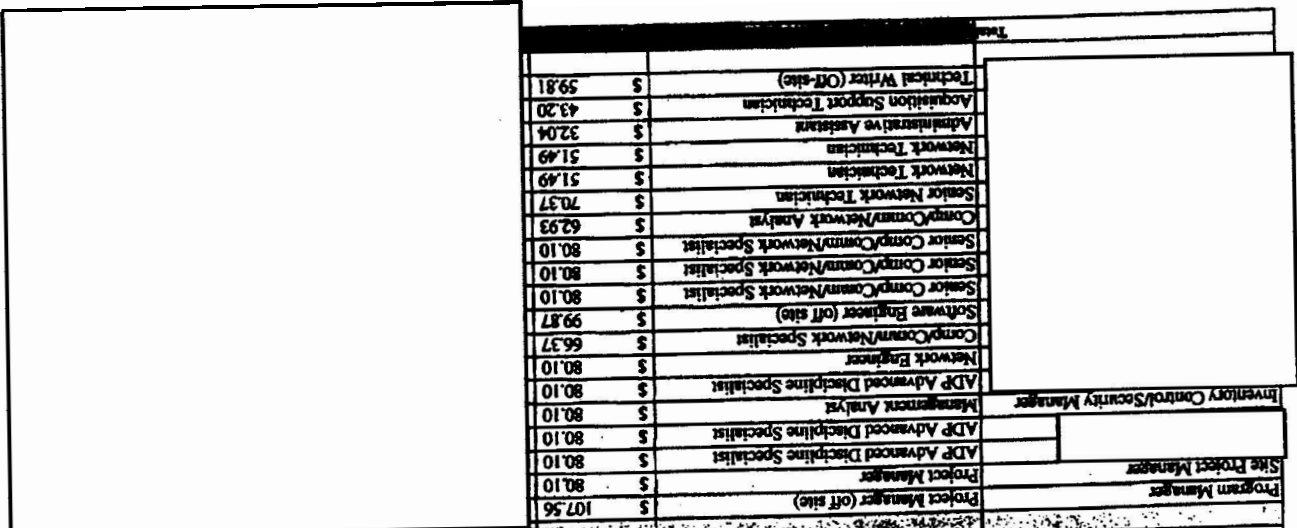 Program Manager Project Manager (off site) $ 107.56
Site Project Manager Project Manager $ 80.10
ADP Advanced Discipline Specialist $ 80.10
ADP Advanced Discipline Specialist $ 80.10
Inventory Control/Security Manager Management Analyst $ 80.10
ADP Advanced Discipline Specialist $ 80.10
Network Engineer $ 80.10
Comp/Comm/Network Specialist $ 66.37
Software Engineer (off site) $ 99.87
Senior Comp/Comm/Network Specialist $ 80.10
Senior Comp/Comm/Network Specialist $ 80.10
Senior Comp/Comm/Network Specialist $ 80.10
Comp/Comm/Network Analyst $ 62.93
Senior Network Technician $ 70.37
Network Technician $ 51.49
Network Technician $ 51.49
Administrative Assistant $ 32.04
Acquisition Support Technician $ 43.20
Technical Writer (Off-site) $ 59.81
Total